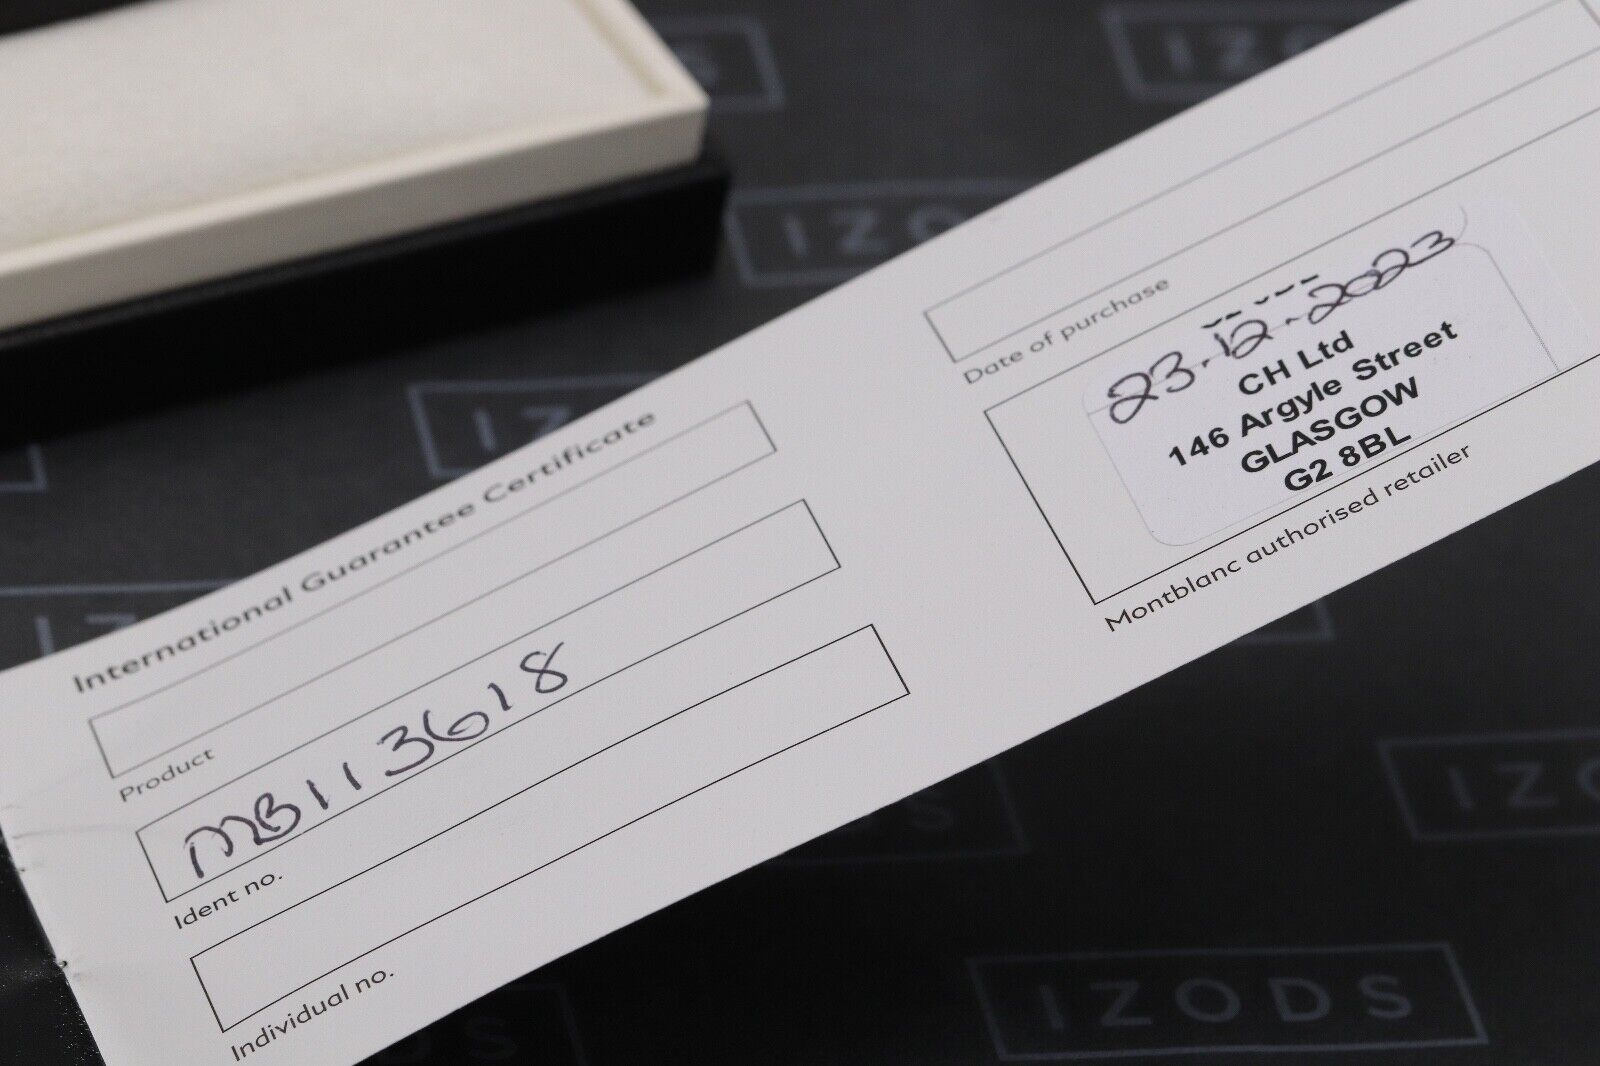 International Guarantee Certificate
Product
MB113618
Ident no.
Individual no.
Date of purchase
23.12.2023
CH Ltd
146 Argyle Street
GLASGOW
G2 8BL
Montblanc authorised retailer
IZODS
IZODS